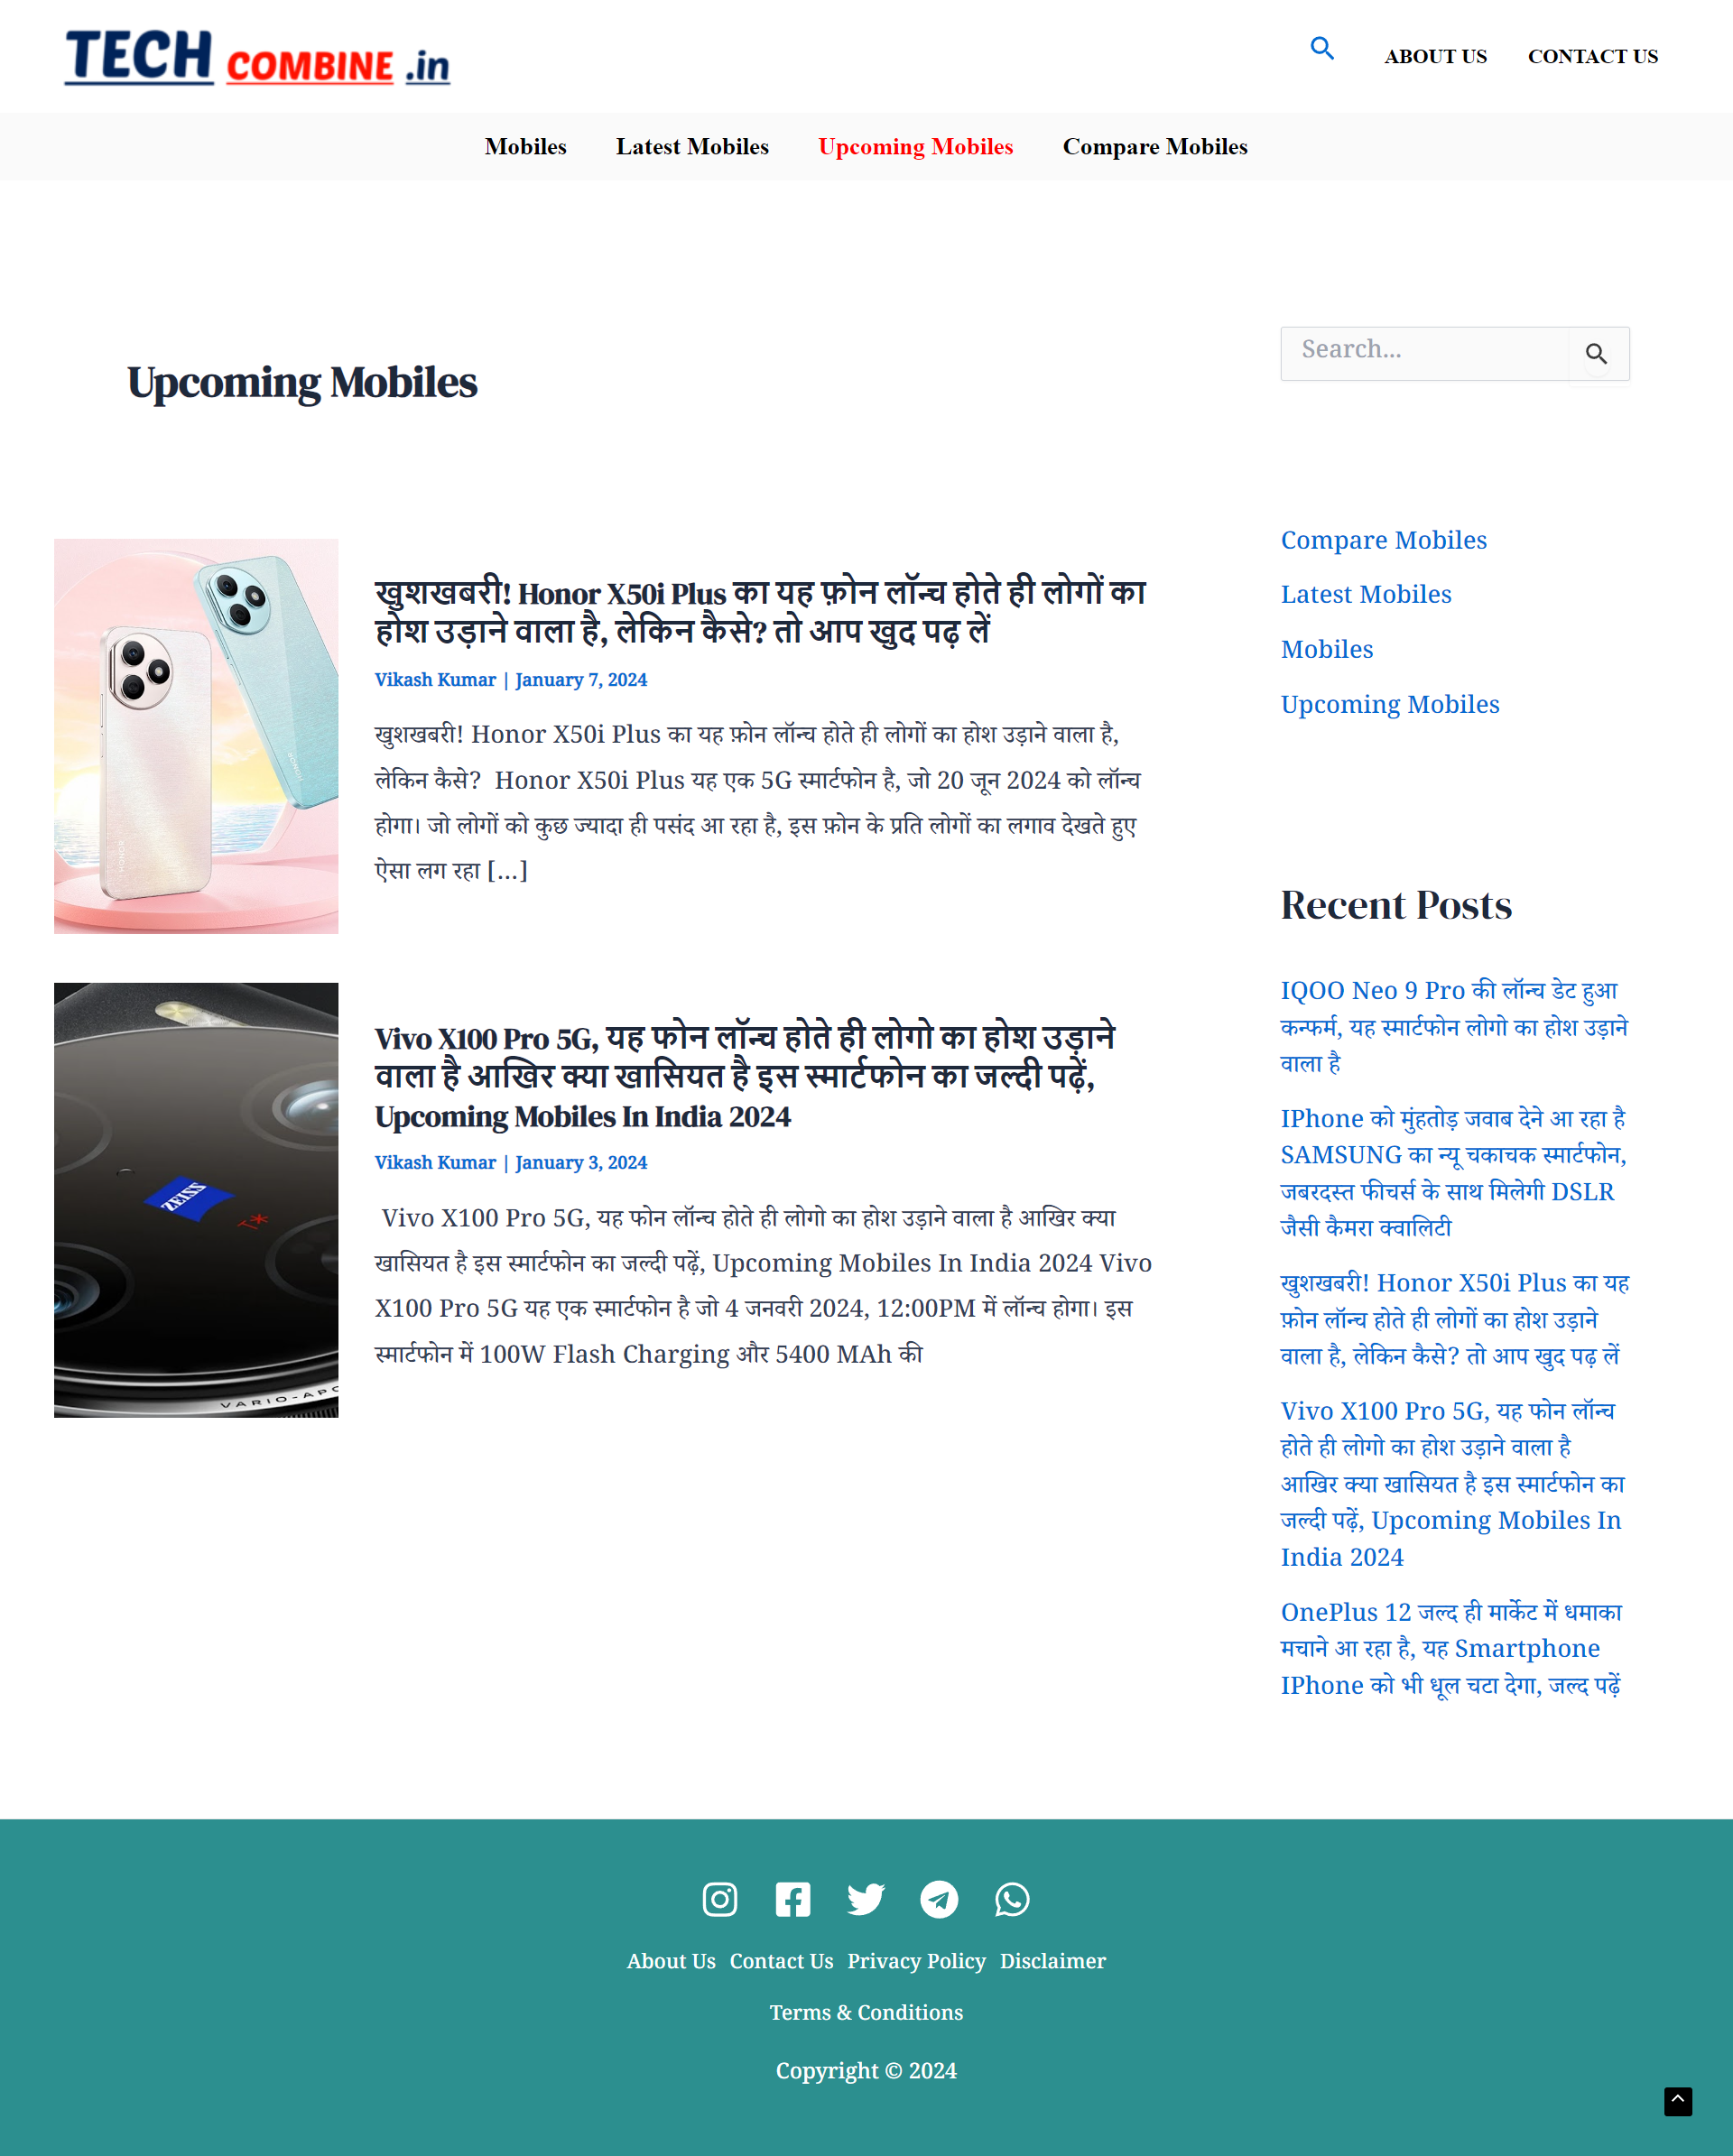 TECH COMBINE .in
ABOUT US
CONTACT US
Mobiles
Latest Mobiles
Upcoming Mobiles
Compare Mobiles
Upcoming Mobiles
खुशखबरी! Honor X50i Plus का यह फ़ोन लॉन्च होते ही लोगों का
होश उड़ाने वाला है, लेकिन कैसे? तो आप खुद पढ़ लें
Vikash Kumar | January 7, 2024
खुशखबरी! Honor X50i Plus का यह फ़ोन लॉन्च होते ही लोगों का होश उड़ाने वाला है,
लेकिन कैसे? Honor X50i Plus यह एक 5G स्मार्टफोन है, जो 20 जून 2024 को लॉन्च
होगा। जो लोगों को कुछ ज्यादा ही पसंद आ रहा है, इस फ़ोन के प्रति लोगों का लगाव देखते हुए
ऐसा लग रहा […]
HONOR
HONOR
Vivo X100 Pro 5G, यह फोन लॉन्च होते ही लोगो का होश उड़ाने
वाला है आखिर क्या खासियत है इस स्मार्टफोन का जल्दी पढ़ें,
Upcoming Mobiles In India 2024
Vikash Kumar | January 3, 2024
Vivo X100 Pro 5G, यह फोन लॉन्च होते ही लोगो का होश उड़ाने वाला है आखिर क्या
खासियत है इस स्मार्टफोन का जल्दी पढ़ें, Upcoming Mobiles In India 2024 Vivo
X100 Pro 5G यह एक स्मार्टफोन है जो 4 जनवरी 2024, 12:00PM में लॉन्च होगा। इस
स्मार्टफोन में 100W Flash Charging और 5400 MAh की
ZEISS
T*
Search...
Compare Mobiles
Latest Mobiles
Mobiles
Upcoming Mobiles
Recent Posts
IQOO Neo 9 Pro की लॉन्च डेट हुआ
कन्फर्म, यह स्मार्टफोन लोगो का होश उड़ाने
वाला है
IPhone को मुंहतोड़ जवाब देने आ रहा है
SAMSUNG का न्यू चकाचक स्मार्टफोन,
जबरदस्त फीचर्स के साथ मिलेगी DSLR
जैसी कैमरा क्वालिटी
खुशखबरी! Honor X50i Plus का यह
फ़ोन लॉन्च होते ही लोगों का होश उड़ाने
वाला है, लेकिन कैसे? तो आप खुद पढ़ लें
Vivo X100 Pro 5G, यह फोन लॉन्च
होते ही लोगो का होश उड़ाने वाला है
आखिर क्या खासियत है इस स्मार्टफोन का
जल्दी पढ़ें, Upcoming Mobiles In
India 2024
OnePlus 12 जल्द ही मार्केट में धमाका
मचाने आ रहा है, यह Smartphone
IPhone को भी धूल चटा देगा, जल्द पढ़ें
About Us
Contact Us
Privacy Policy
Disclaimer
Terms & Conditions
Copyright © 2024